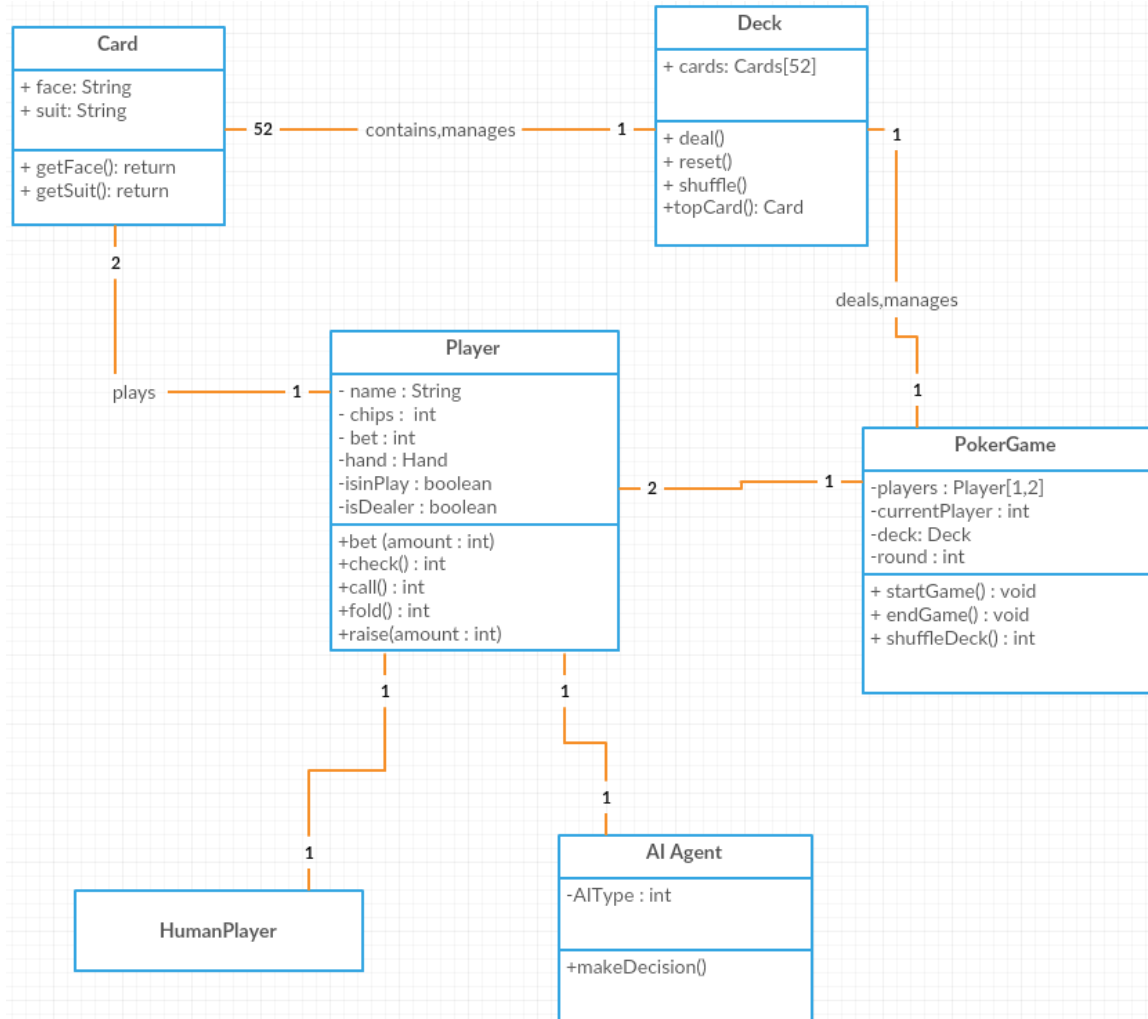 Card
+ face: String
+ suit: String
+ getFace(): return
+ getSuit(): return
52
contains,manages
1
Deck
+ cards: Cards[52]
+ deal()
+ reset()
+ shuffle()
+topCard(): Card
1
deals,manages
1
2
plays
1
Player
- name : String
- chips : int
- bet : int
-hand : Hand
-isinPlay : boolean
-isDealer : boolean
+bet (amount : int)
+check() : int
+call() : int
+fold() : int
+raise(amount : int)
2
1
PokerGame
-players : Player[1,2]
-currentPlayer : int
-deck: Deck
-round : int
+ startGame() : void
+ endGame() : void
+ shuffleDeck() : int
1
1
1
1
HumanPlayer
AI Agent
-AIType : int
+makeDecision()